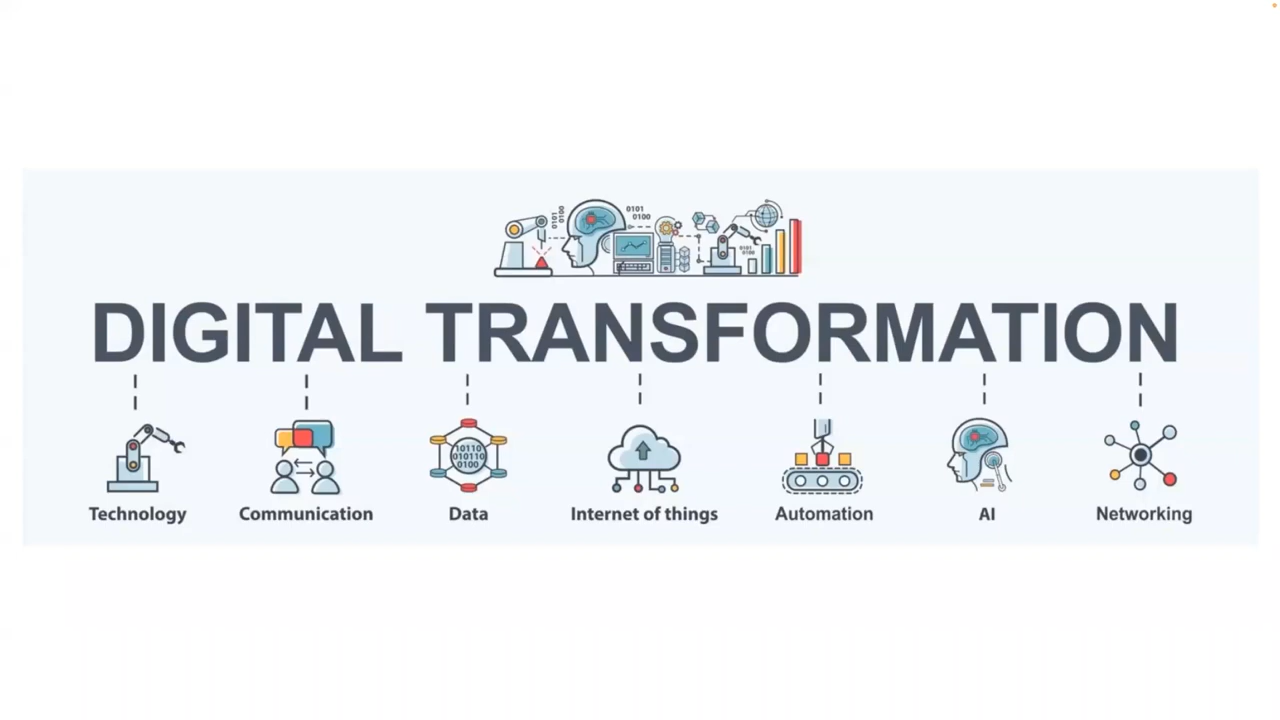 0101
0100
0101
0100
0101
0100
DIGITAL TRANSFORMATION
10110
010110
0100
Technology
Communication
Data
Internet of things
Automation
AI
Networking